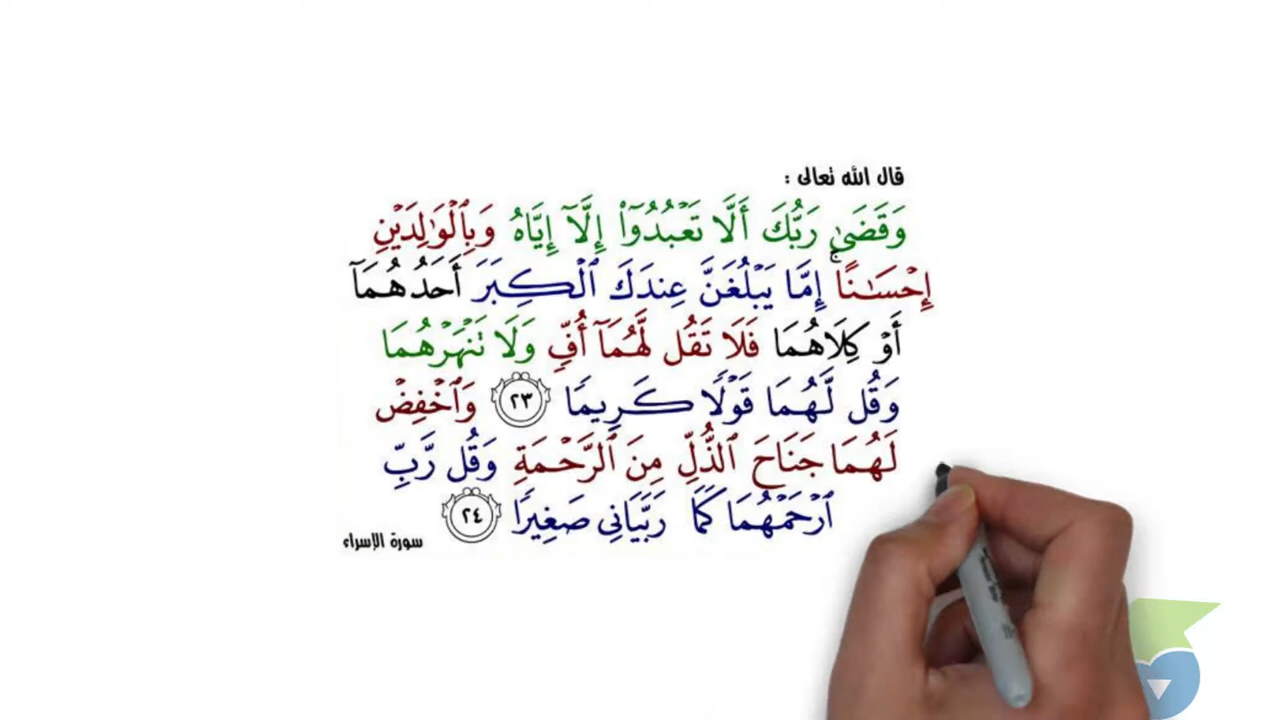 قال الله تعالى :
وَقَضَىٰ رَبُّكَ أَلَّا تَعۡبُدُوٓاْ إِلَّآ إِيَّاهُ وَبِٱلۡوَٰلِدَيۡنِ
إِحۡسَٰنًاۚ إِمَّا يَبۡلُغَنَّ عِندَكَ ٱلۡكِبَرَ أَحَدُهُمَآ
أَوۡ كِلَاهُمَا فَلَا تَقُل لَّهُمَآ أُفّٖ وَلَا تَنۡهَرۡهُمَا
وَقُل لَّهُمَا قَوۡلٗا كَرِيمٗا ٢٣ وَٱخۡفِضۡ
لَهُمَا جَنَاحَ ٱلذُّلِّ مِنَ ٱلرَّحۡمَةِ وَقُل رَّبِّ
ٱرۡحَمۡهُمَا كَمَا رَبَّيَانِي صَغِيرٗا ٢٤
سورة الإسراء